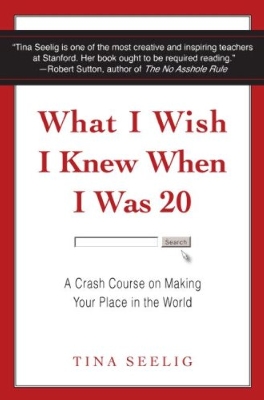 "Tina Seelig is one of the most creative and inspiring teachers
at Stanford. Her book ought to be required reading."
—Robert Sutton, author of The No Asshole Rule
What I Wish
I Knew When
I Was 20
Search
A Crash Course on Making
Your Place in the World
TINA SEELIG